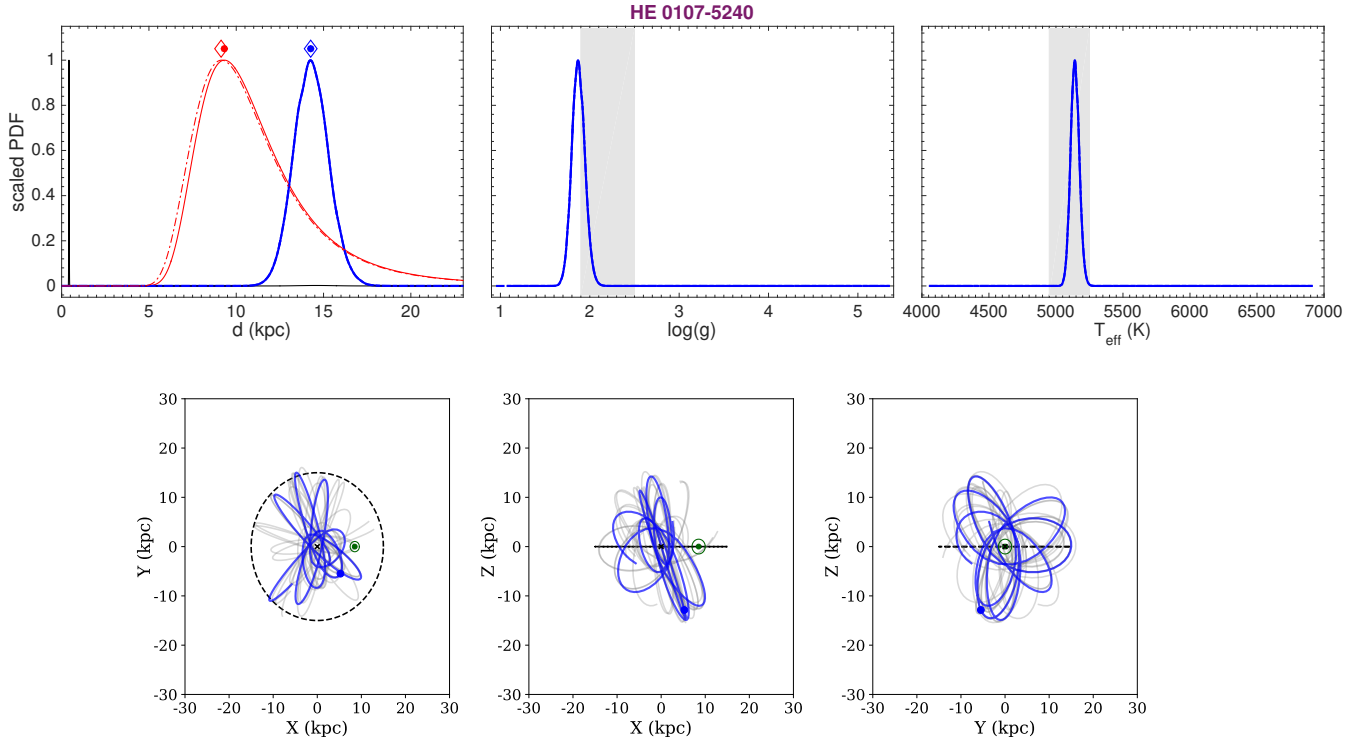 HE 0107-5240
scaled PDF
1
0.8
0.6
0.4
0.2
0
0 5 10 15 20
d (kpc)
1 2 3 4 5
log(g)
4000 4500 5000 5500 6000 6500 7000
T_eff (K)
Y (kpc)
30
20
10
0
-10
-20
-30
-30 -20 -10 0 10 20 30
X (kpc)
Z (kpc)
30
20
10
0
-10
-20
-30
-30 -20 -10 0 10 20 30
X (kpc)
Z (kpc)
30
20
10
0
-10
-20
-30
-30 -20 -10 0 10 20 30
Y (kpc)